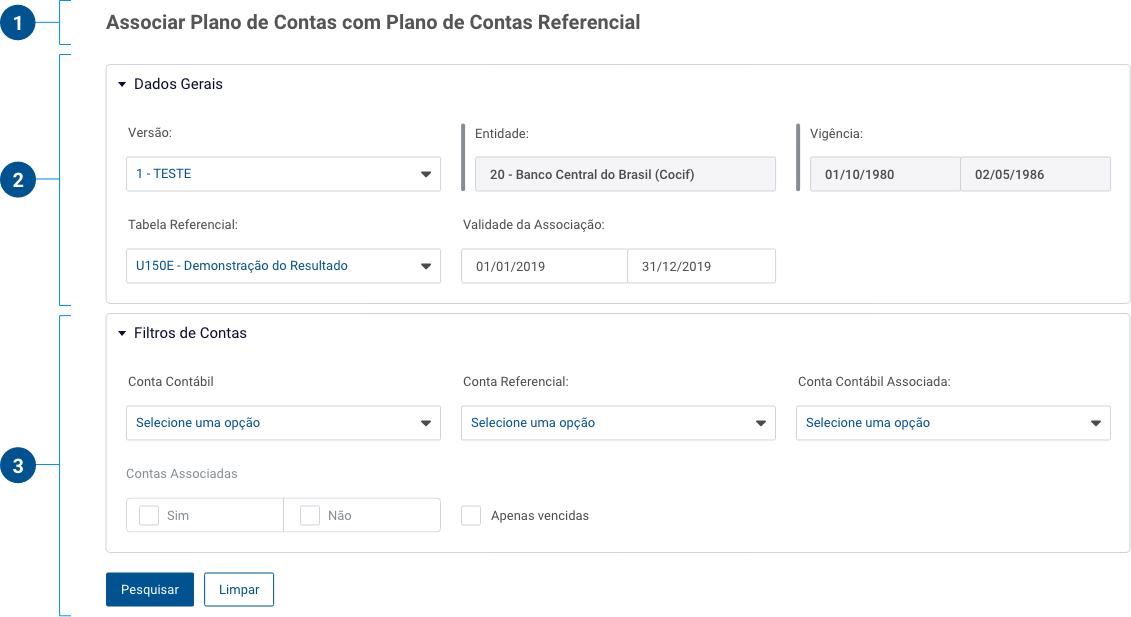 1 Associar Plano de Contas com Plano de Contas Referencial
Dados Gerais
Versão: Entidade: Vigência:
2 1 - TESTE 20 - Banco Central do Brasil (Cocif) 01/10/1980 02/05/1986
Tabela Referencial: Validade da Associação:
U150E - Demonstração do Resultado 01/01/2019 31/12/2019
Filtros de Contas
Conta Contábil Conta Referencial: Conta Contábil Associada:
Selecione uma opção Selecione uma opção Selecione uma opção
3 Contas Associadas
Sim Não Apenas vencidas
Pesquisar Limpar